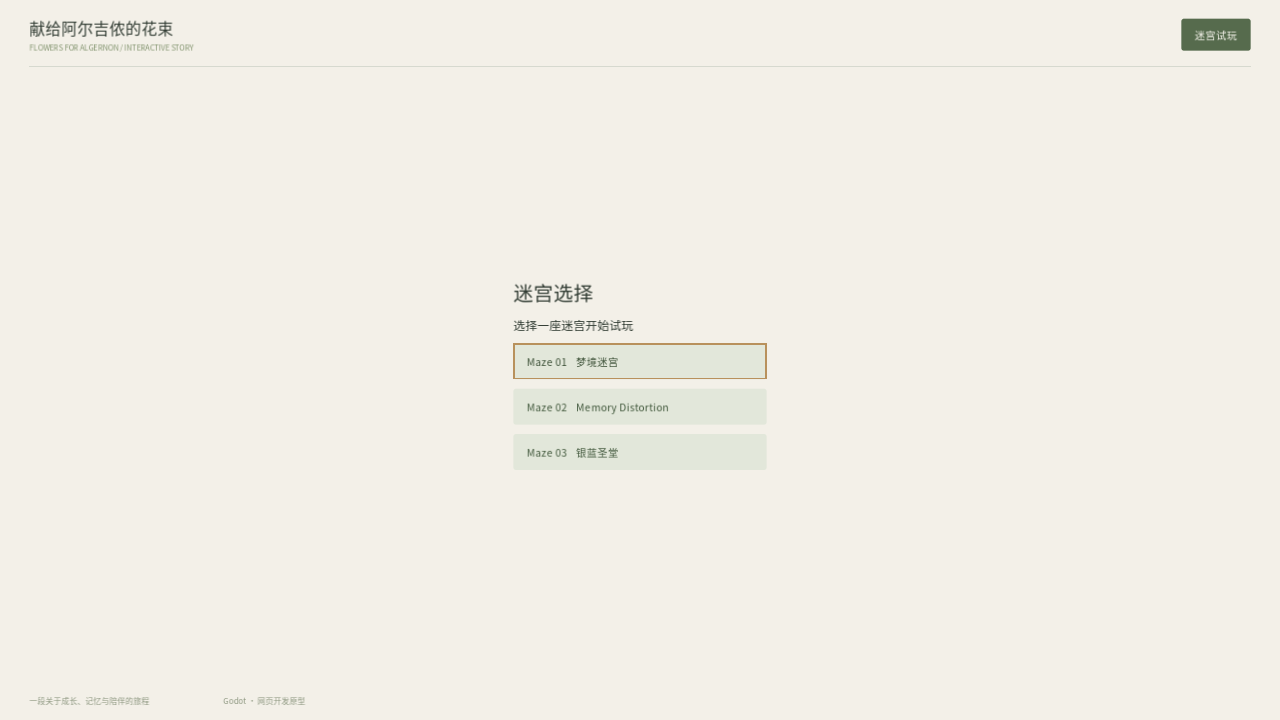 献给阿尔吉侬的花束
FLOWERS FOR ALGERNON / INTERACTIVE STORY
迷宫试玩
迷宫选择
选择一座迷宫开始试玩
Maze 01 梦境迷宫
Maze 02 Memory Distortion
Maze 03 银蓝圣堂
一段关于成长、记忆与陪伴的旅程
Godot · 网页开发原型